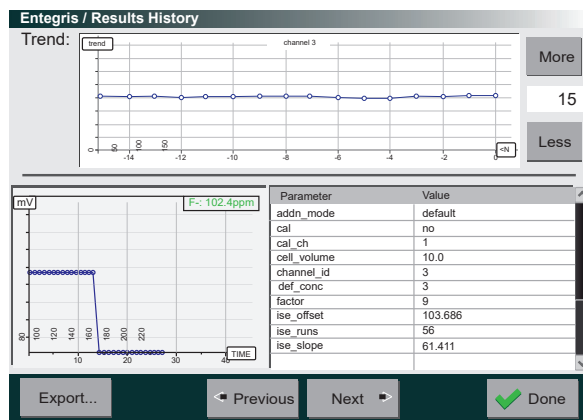 Entegris / Results History
Trend:
trend
channel 3
0
50
100
150
-14
-12
-10
-8
-6
-4
-2
0
<N
More
15
Less
mV
F-: 102.4ppm
80
100
120
140
160
180
200
220
10
20
30
40
TIME
Parameter Value
addn_mode default
cal no
cal_ch 1
cell_volume 10.0
channel_id 3
def_conc 3
factor 9
ise_offset 103.686
ise_runs 56
ise_slope 61.411
Export...
Previous
Next
Done